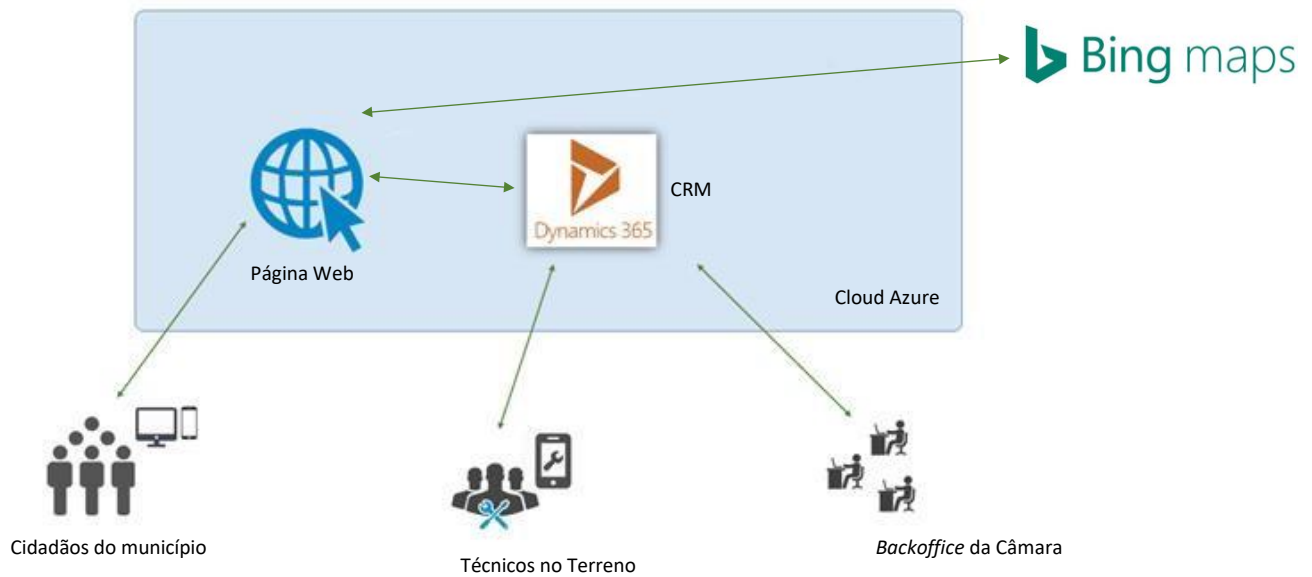 Bing maps
CRM
Dynamics 365
Página Web
Cloud Azure
Cidadãos do município
Técnicos no Terreno
Backoffice da Câmara